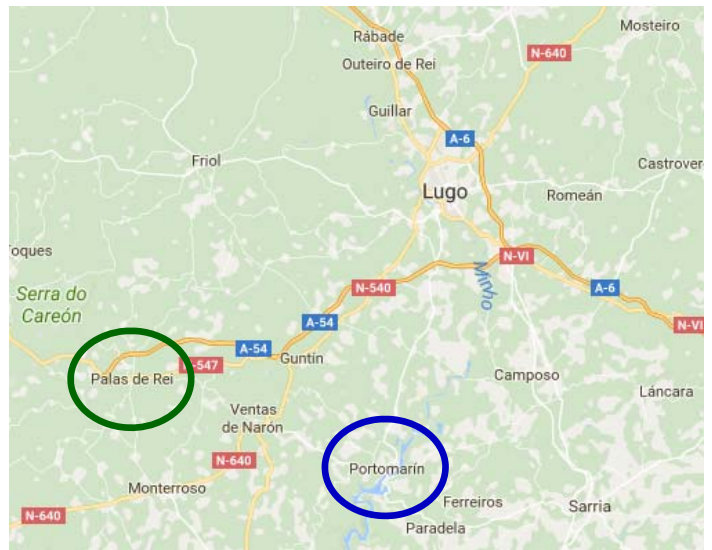 Mosteiro
Rábade
N-640
Outeiro de Rei
Guillar
A-6
Friol
Castrover
Lugo
Romeán
oques
N-VI
Miño
Serra do
Careón
N-540
A-6
A-54
N-VI
A-54
Guntín
-547
Palas de Rei
Camposo
Láncara
Ventas
de Narón
N-640
Portomarín
Monterroso
Ferreiros
Sarria
N-640
Paradela